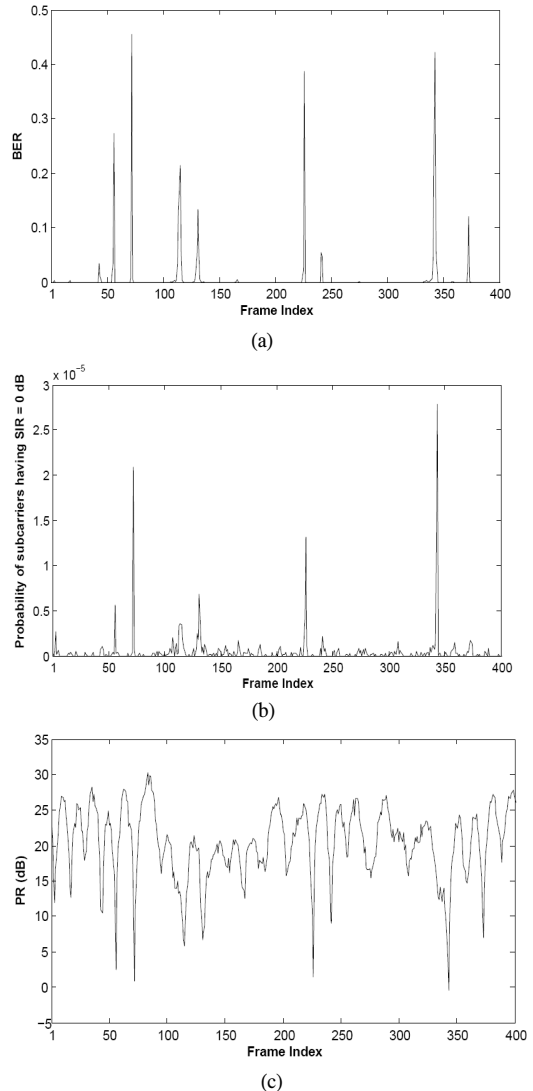 0.5
0.4
0.3
0.2
0.1
0
BER
1 50 100 150 200 250 300 350 400
Frame Index
(a)
x 10⁻⁵
3
2.5
2
1.5
1
0.5
0
Probability of subcarriers having SIR = 0 dB
1 50 100 150 200 250 300 350 400
Frame Index
(b)
35
30
25
20
15
10
5
0
−5
PR (dB)
1 50 100 150 200 250 300 350 400
Frame Index
(c)